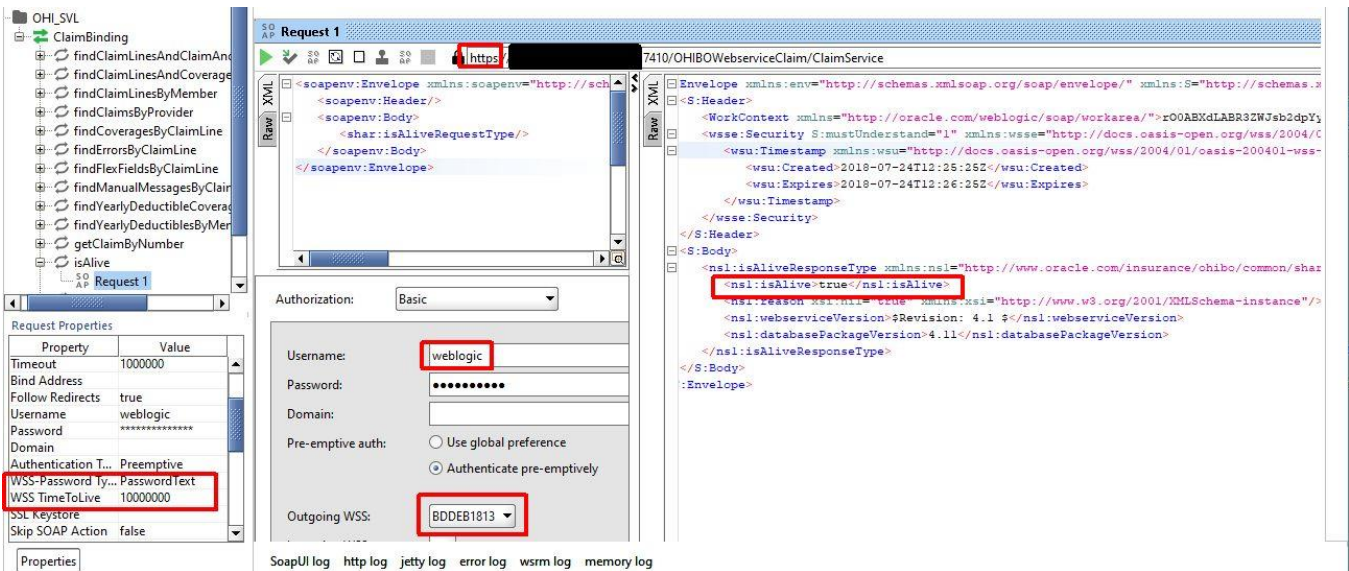 OHI_SVL
ClaimBinding
findClaimLinesAndClaimAnd
findClaimLinesAndCoverage
findClaimLinesByMember
findClaimsByProvider
findCoveragesByClaimLine
findErrorsByClaimLine
findFlexFieldsByClaimLine
findManualMessagesByClair
findYearlyDeductibleCoverag
findYearlyDeductiblesByMer
getClaimByNumber
isAlive
SOAP Request 1
Request Properties
Property Value
Timeout 1000000
Bind Address
Follow Redirects true
Username weblogic
Password **************
Domain
Authentication T... Preemptive
WSS-Password Ty... PasswordText
WSS TimeToLive 10000000
SSL Keystore
Skip SOAP Action false
Properties
SOAP Request 1
https:/ 7410/OHIBOWebserviceClaim/ClaimService
XML
Raw
<soapenv:Envelope xmlns:soapenv="http://sch
<soapenv:Header/>
<soapenv:Body>
<shar:isAliveRequestType/>
</soapenv:Body>
</soapenv:Envelope>
Authorization: Basic
Username: weblogic
Password: ••••••••••
Domain:
Pre-emptive auth: Use global preference
Authenticate pre-emptively
Outgoing WSS: BDDEB1813
XML
Raw
Envelope xmlns:env="http://schemas.xmlsoap.org/soap/envelope/" xmlns:S="http://schemas.x
<S:Header>
<WorkContext xmlns="http://oracle.com/weblogic/soap/workarea/">rO0ABXdLABR3ZWJsb2dpYy
<wsse:Security S:mustUnderstand="1" xmlns:wsse="http://docs.oasis-open.org/wss/2004/0
<wsu:Timestamp xmlns:wsu="http://docs.oasis-open.org/wss/2004/01/oasis-200401-wss-
<wsu:Created>2018-07-24T12:25:25Z</wsu:Created>
<wsu:Expires>2018-07-24T12:26:25Z</wsu:Expires>
</wsu:Timestamp>
</wsse:Security>
</S:Header>
<S:Body>
<ns1:isAliveResponseType xmlns:ns1="http://www.oracle.com/insurance/ohibo/common/shar
<ns1:isAlive>true</ns1:isAlive>
<ns1:reason xsi:nil="true" xmlns:xsi="http://www.w3.org/2001/XMLSchema-instance"/>
<ns1:webserviceVersion>$Revision: 4.1 $</ns1:webserviceVersion>
<ns1:databasePackageVersion>4.11</ns1:databasePackageVersion>
</ns1:isAliveResponseType>
</S:Body>
:Envelope>
SoapUI log http log jetty log error log wsrm log memory log